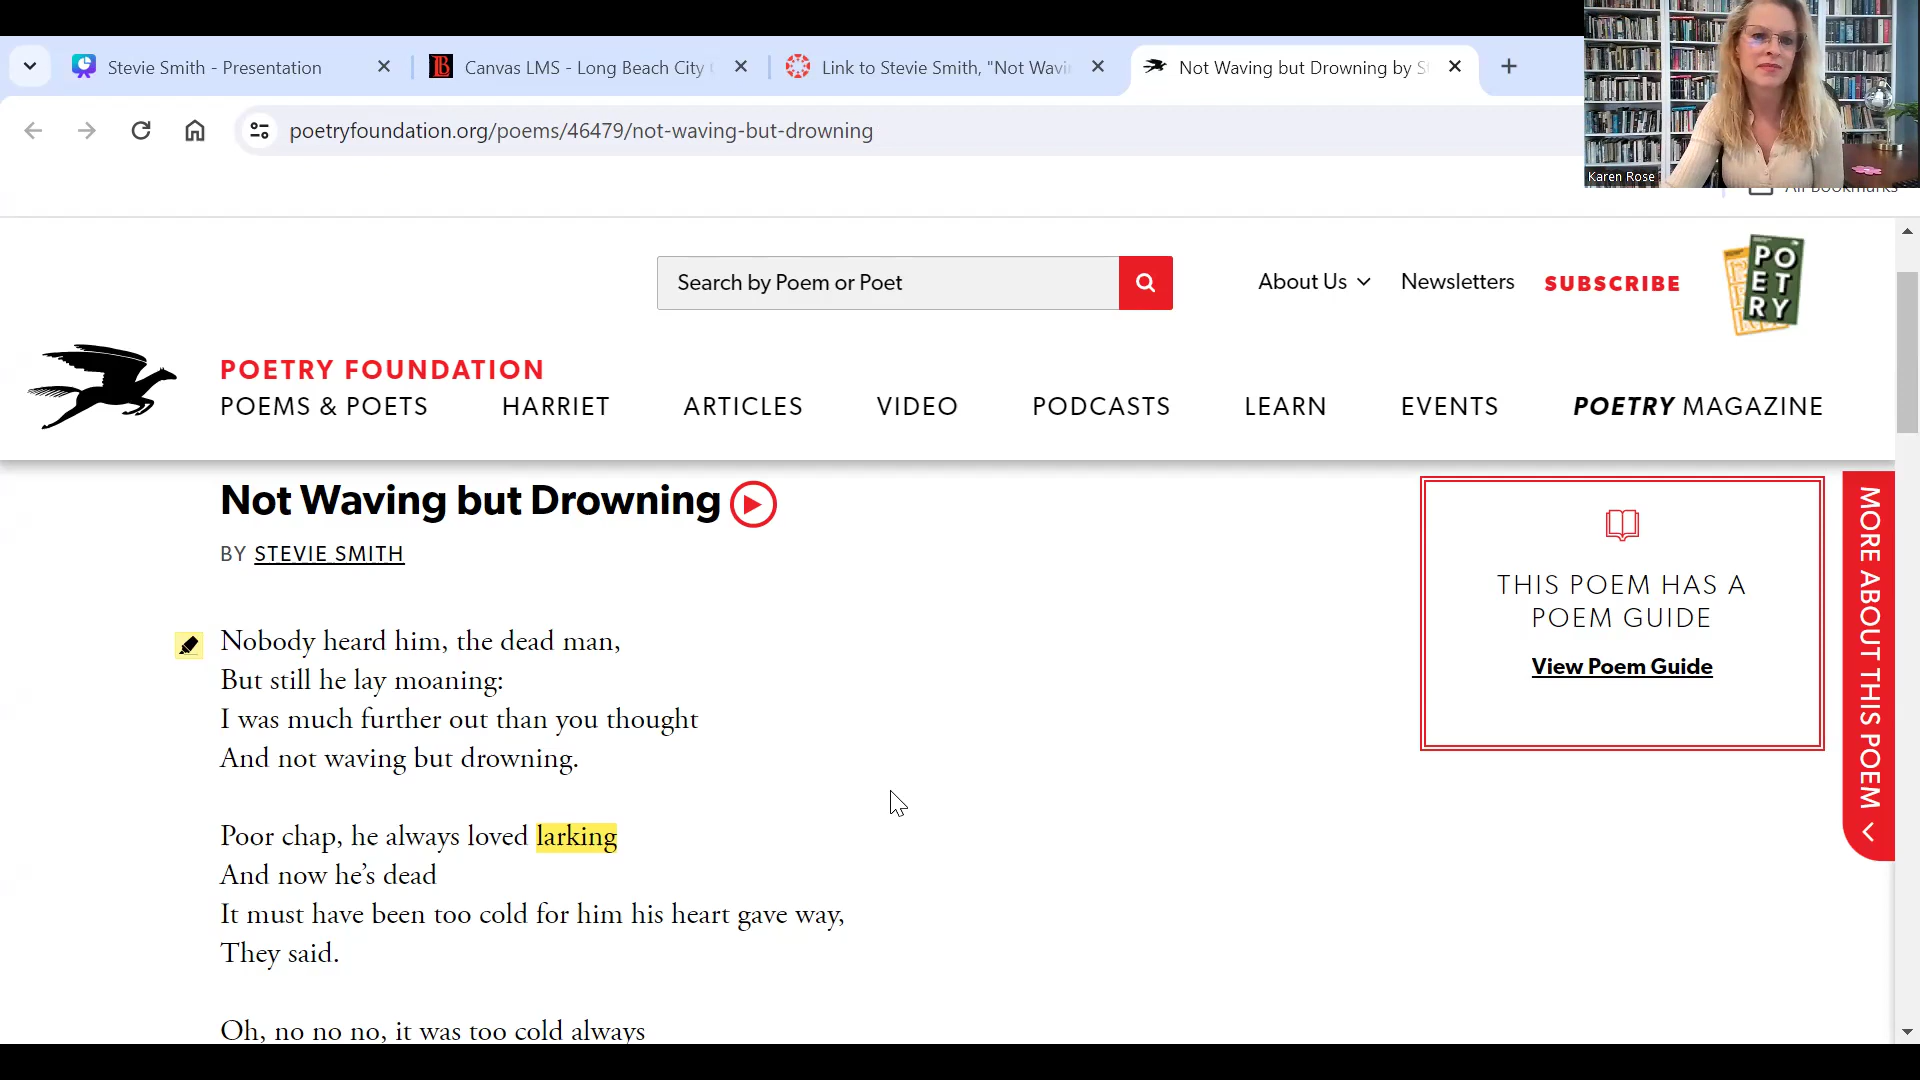 Stevie Smith - Presentation
Canvas LMS - Long Beach City
Link to Stevie Smith, "Not Wavi
Not Waving but Drowning by S
poetryfoundation.org/poems/46479/not-waving-but-drowning
Karen Rose
All Bookmarks
Search by Poem or Poet
About Us
Newsletters
SUBSCRIBE
PO
ET
RY
POETRY FOUNDATION
POEMS & POETS
HARRIET
ARTICLES
VIDEO
PODCASTS
LEARN
EVENTS
POETRY MAGAZINE
Not Waving but Drowning
BY STEVIE SMITH
Nobody heard him, the dead man,
But still he lay moaning:
I was much further out than you thought
And not waving but drowning.
Poor chap, he always loved larking
And now he’s dead
It must have been too cold for him his heart gave way,
They said.
Oh, no no no, it was too cold always
THIS POEM HAS A
POEM GUIDE
View Poem Guide
MORE ABOUT THIS POEM